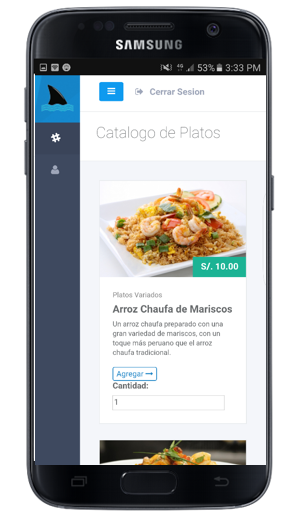 SAMSUNG
4G 53% 3:33 PM
Cerrar Sesion
Catalogo de Platos
S/. 10.00
Platos Variados
Arroz Chaufa de Mariscos
Un arroz chaufa preparado con una
gran variedad de mariscos, con un
toque más peruano que el arroz
chaufa tradicional.
Agregar
Cantidad:
1